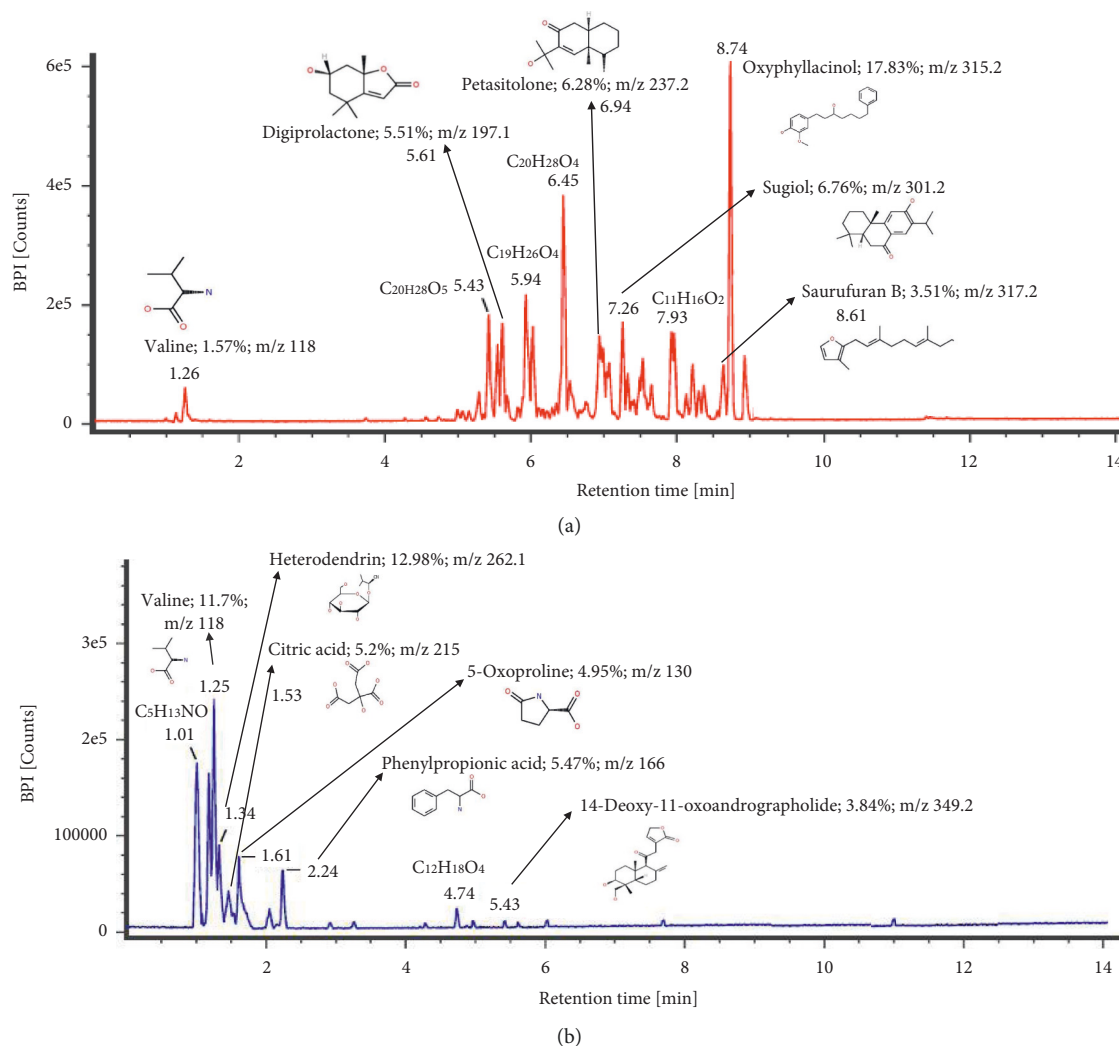 8.74
6e5
Oxyphyllacinol; 17.83%; m/z 315.2
Petasitolone; 6.28%; m/z 237.2
6.94
Digiprolactone; 5.51%; m/z 197.1
5.61
C20H28O4
6.45
4e5
Sugiol; 6.76%; m/z 301.2
BPI [Counts]
C19H26O4
5.94
C20H28O5 5.43
7.26
C11H16O2
7.93
Saurufuran B; 3.51%; m/z 317.2
8.61
2e5
Valine; 1.57%; m/z 118
1.26
0
2 4 6 8 10 12 14
Retention time [min]
(a)
Heterodendrin; 12.98%; m/z 262.1
Valine; 11.7%;
m/z 118
3e5
Citric acid; 5.2%; m/z 215
1.53
5-Oxoproline; 4.95%; m/z 130
1.25
C5H13NO
1.01
2e5
BPI [Counts]
Phenylpropionic acid; 5.47%; m/z 166
14-Deoxy-11-oxoandrographolide; 3.84%; m/z 349.2
1.34
100000
1.61
2.24
C12H18O4
4.74
5.43
0
2 4 6 8 10 12 14
Retention time [min]
(b)